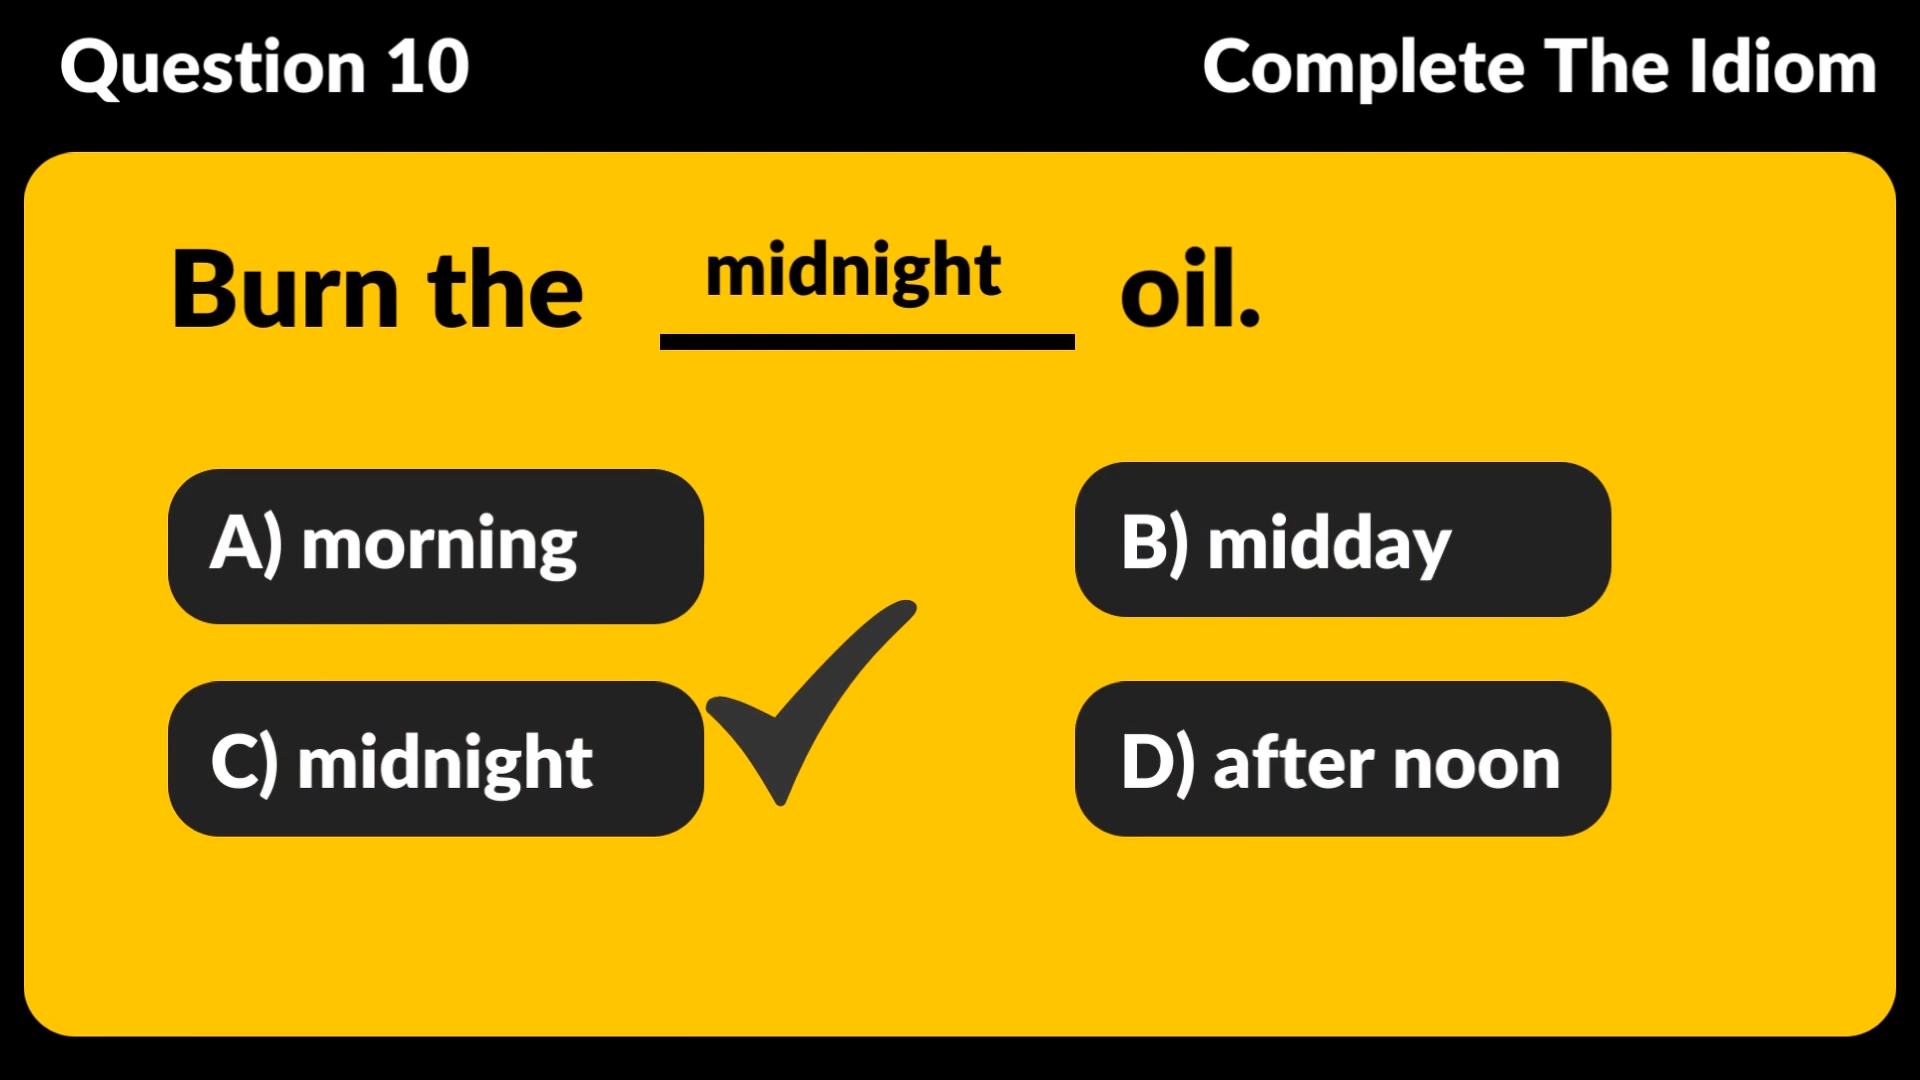 Question 10
Complete The Idiom
Burn the midnight oil.
A) morning
B) midday
C) midnight
D) after noon